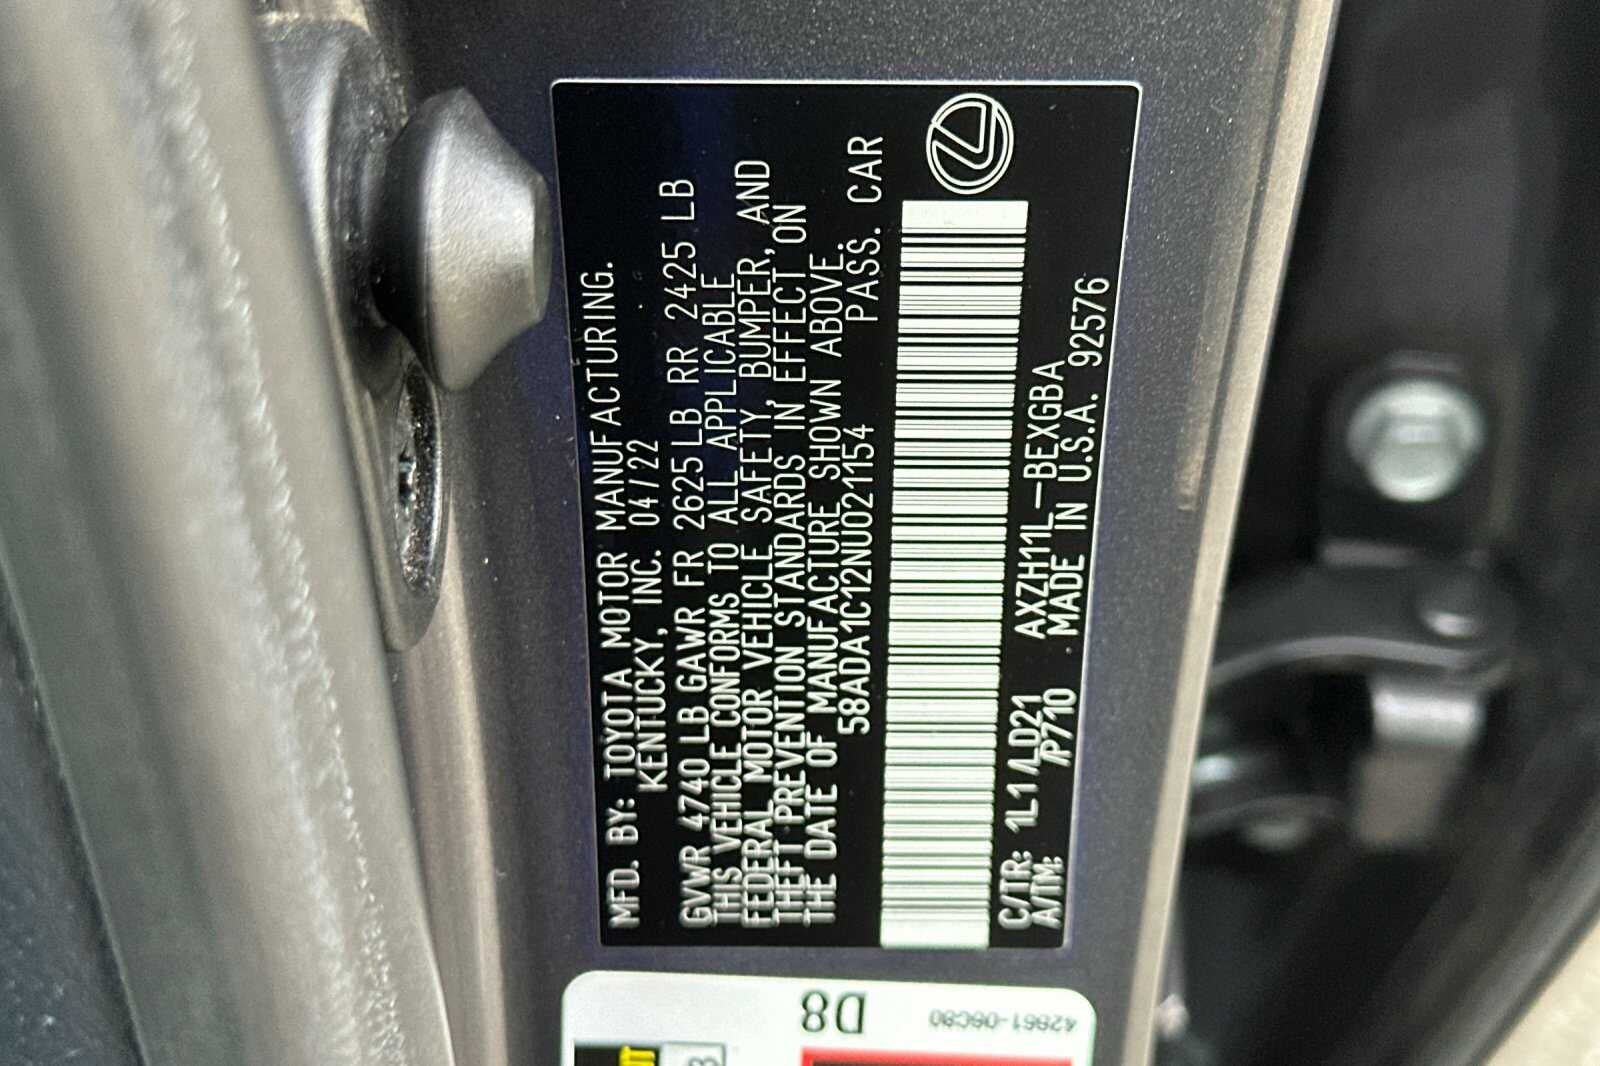 MFD. BY: TOYOTA MOTOR MANUFACTURING.
KENTUCKY, INC. 04/22
GVWR 4740 LB GAWR FR 2625 LB RR 2425 LB
THIS VEHICLE CONFORMS TO ALL APPLICABLE
FEDERAL MOTOR VEHICLE SAFETY, BUMPER, AND
THEFT PREVENTION STANDARDS IN EFFECT ON
THE DATE OF MANUFACTURE SHOWN ABOVE.
58ADA1C12NU021154 PASS. CAR
C/TR: 1L1/LD21 AXZH11L-BEXGBA
A/TM: /P710 MADE IN U.S.A. 92576
D8
42661-06C80